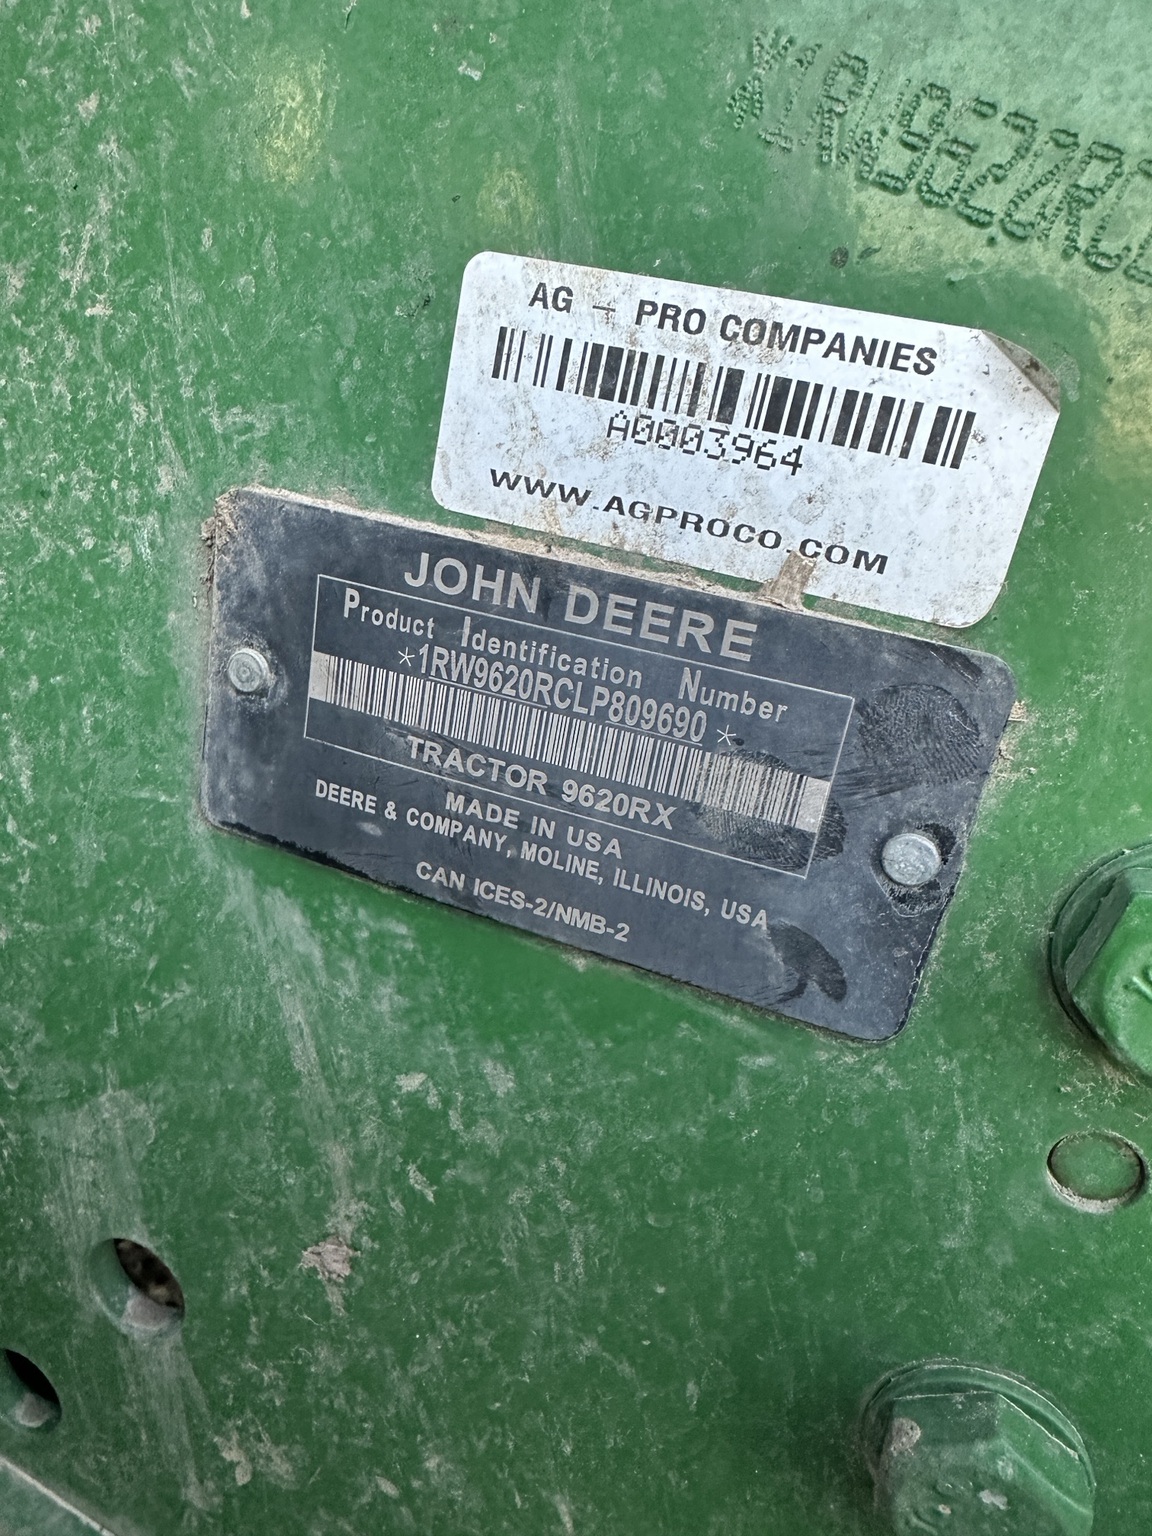 *1RW9620RC
AG - PRO COMPANIES
A0003964
WWW.AGPROCO.COM
JOHN DEERE
Product Identification Number
*1RW9620RCLP809690*
TRACTOR 9620RX
MADE IN USA
DEERE & COMPANY, MOLINE, ILLINOIS, USA
CAN ICES-2/NMB-2